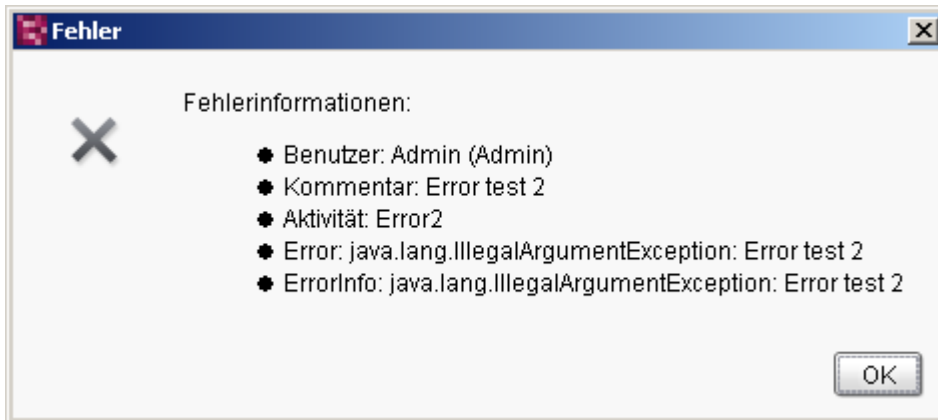 Fehler
Fehlerinformationen:
Benutzer: Admin (Admin)
Kommentar: Error test 2
Aktivität: Error2
Error: java.lang.IllegalArgumentException: Error test 2
ErrorInfo: java.lang.IllegalArgumentException: Error test 2
OK